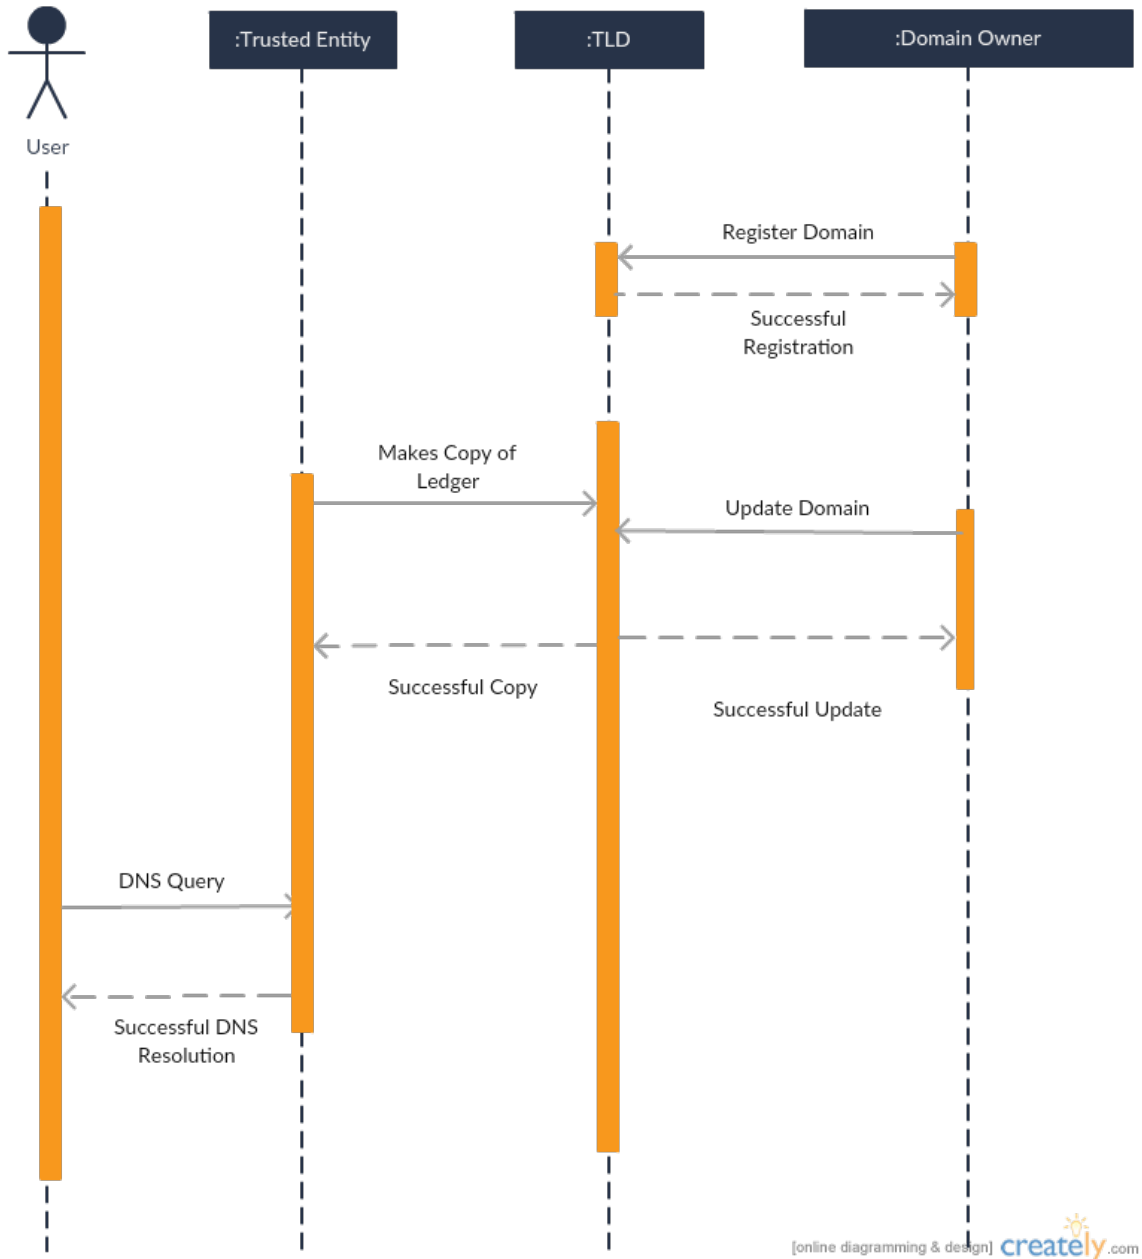 :Trusted Entity
:TLD
:Domain Owner
User
Register Domain
Successful
Registration
Makes Copy of
Ledger
Update Domain
Successful Copy
Successful Update
DNS Query
Successful DNS
Resolution
[online diagramming & design] creately.com